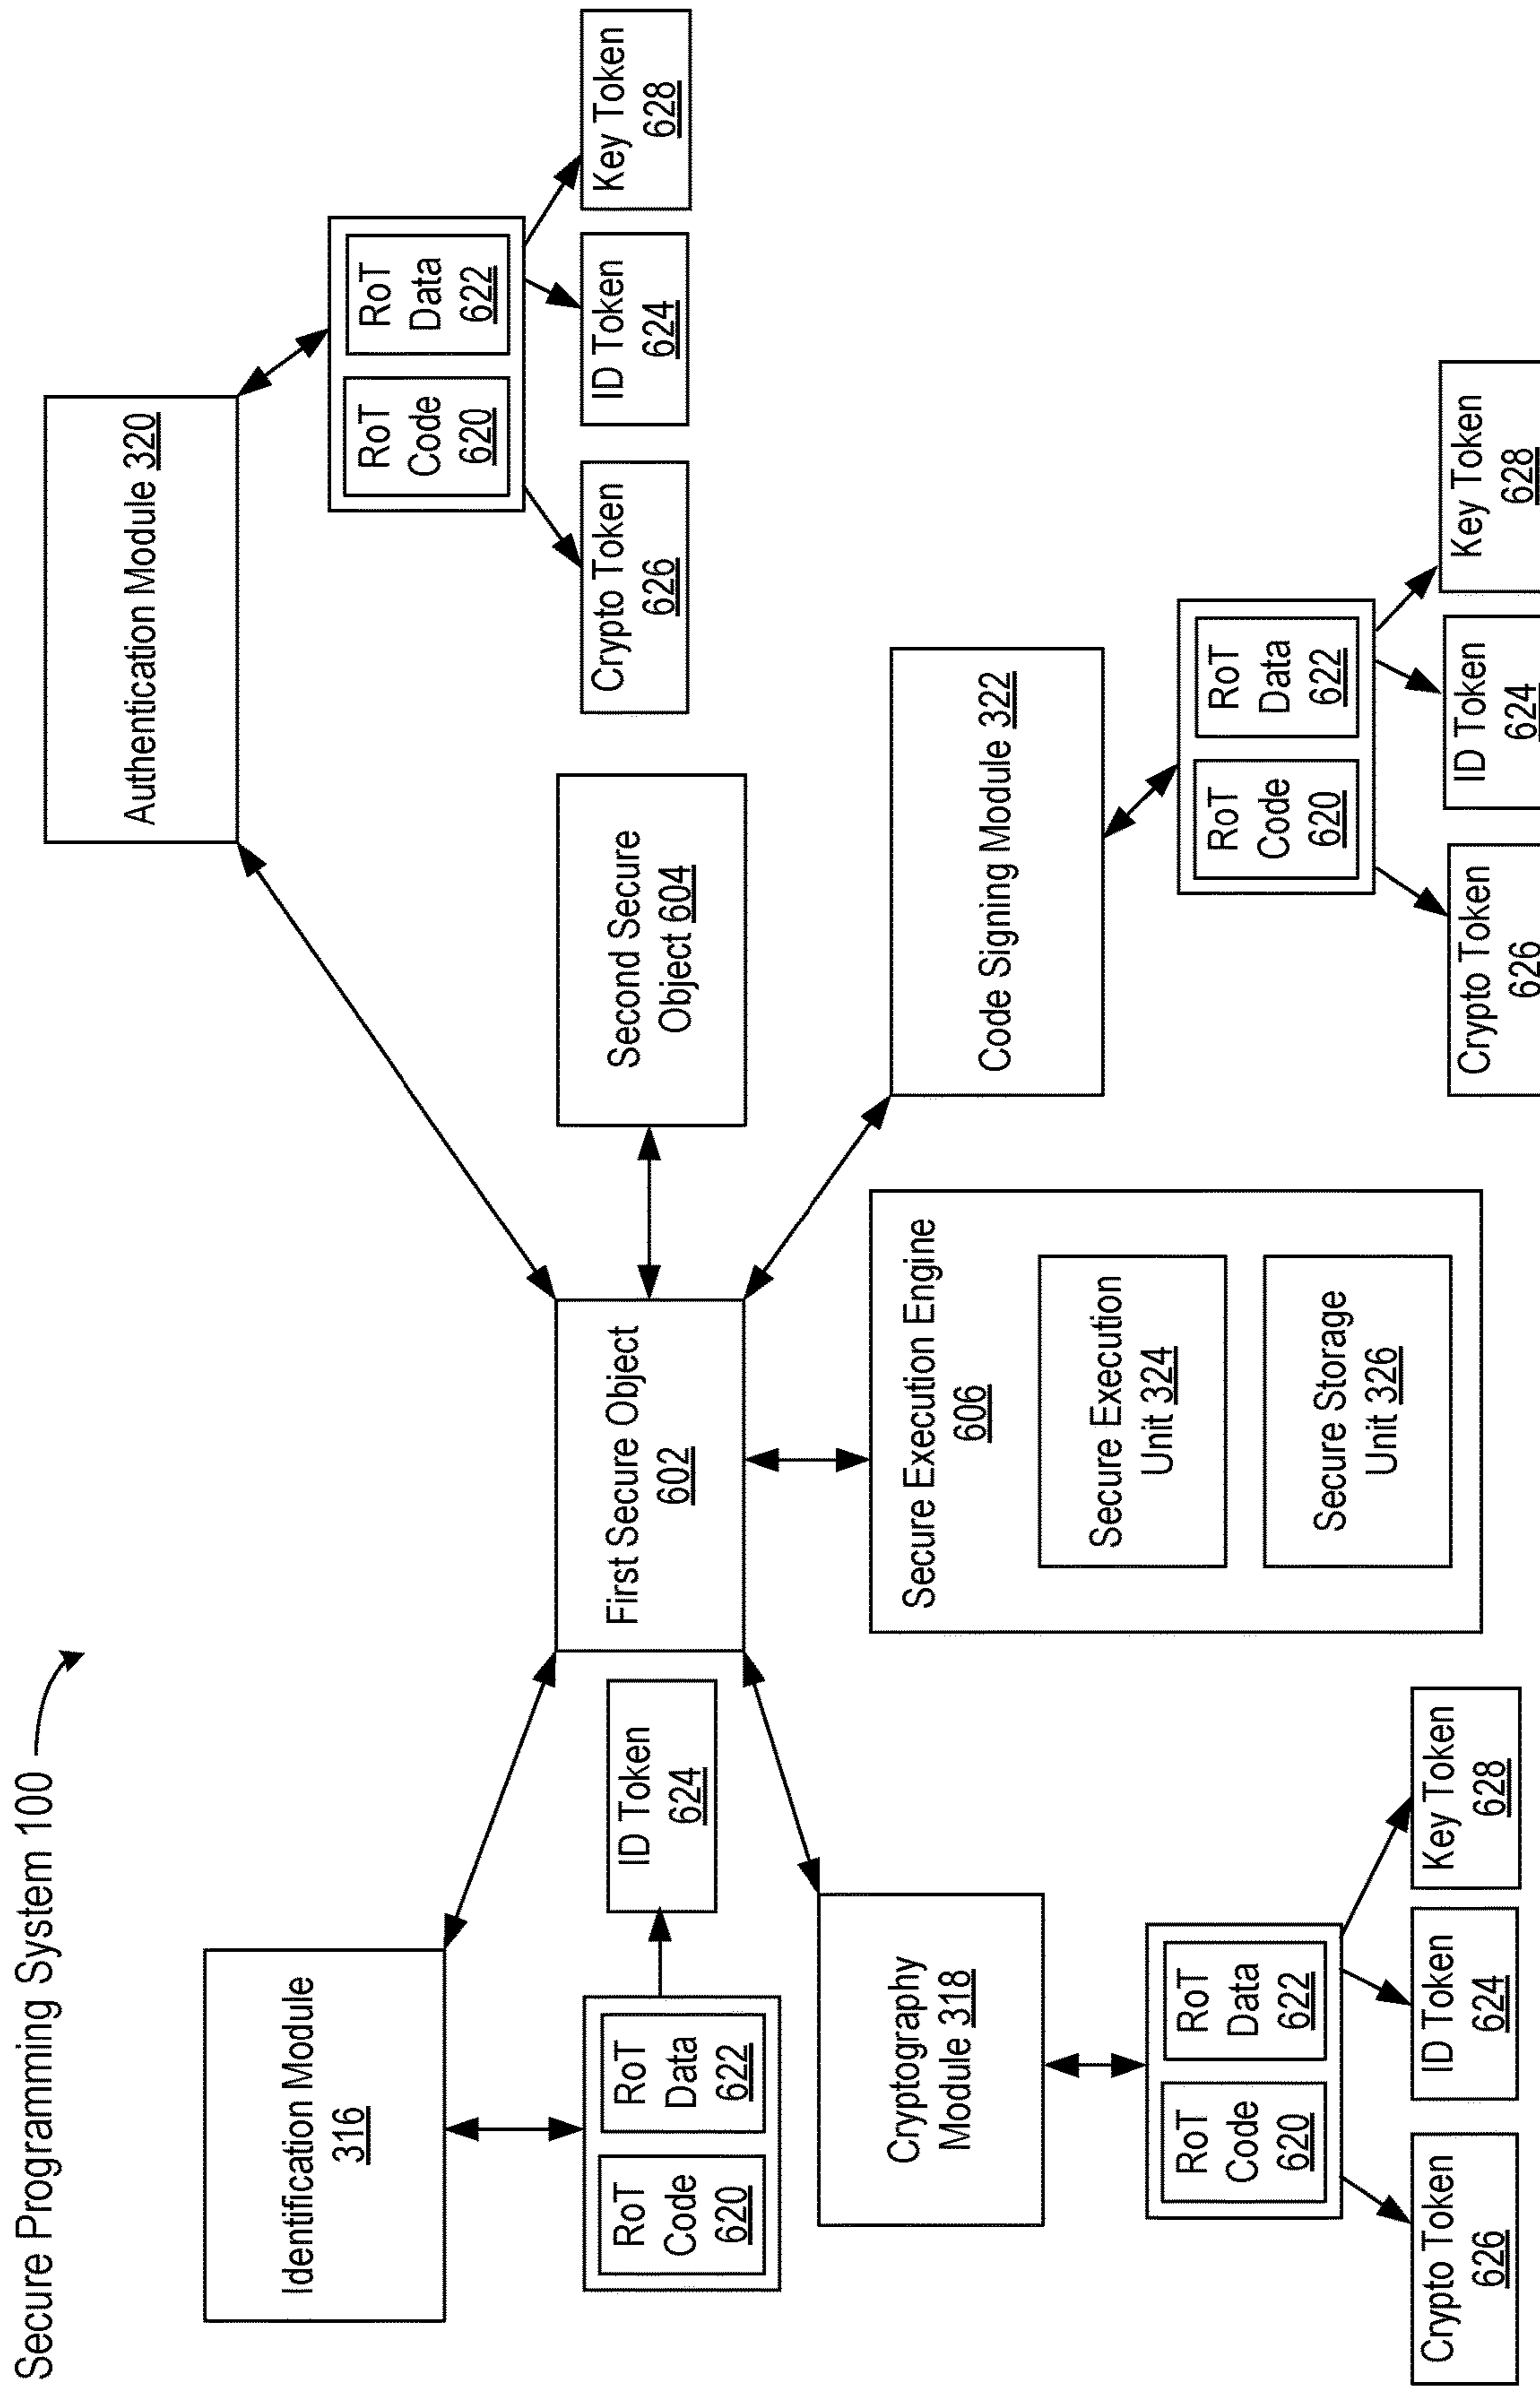 Secure Programming System 100
Identification Module
316
RoT
Code
620
RoT
Data
622
ID Token
624
Authentication Module 320
RoT
Code
620
RoT
Data
622
Crypto Token
626
ID Token
624
Key Token
628
First Secure Object
602
Second Secure
Object 604
Cryptography
Module 318
RoT
Code
620
RoT
Data
622
Crypto Token
626
ID Token
624
Key Token
628
Secure Execution Engine
606
Secure Execution
Unit 324
Secure Storage
Unit 326
Code Signing Module 322
RoT
Code
620
RoT
Data
622
Crypto Token
626
ID Token
624
Key Token
628